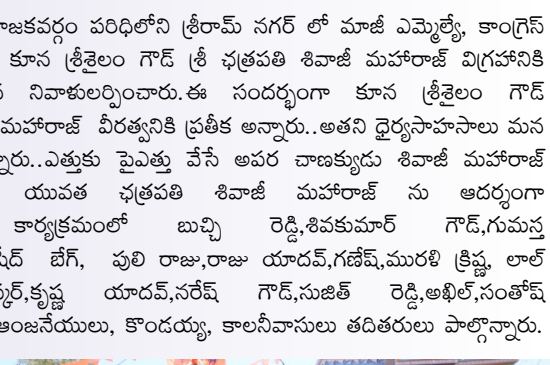 శ్రీరామ్ నగర్ లో మాజీ ఎమ్మెల్యే, కాంగ్రెస్
కూన శ్రీశైలం గౌడ్ శ్రీ ఛత్రపతి శివాజీ మహారాజ్ విగ్రహానికి
నివాళులర్పించారు.ఈ సందర్భంగా కూన శ్రీశైలం గౌడ్
మహారాజ్ వీరత్వనికి ప్రతీక అన్నారు..అతని ధైర్యసాహసాలు మన
ఎత్తుకు పైఎత్తు వేసే అపర చాణక్యుడు శివాజీ మహారాజ్
యువత ఛత్రపతి శివాజీ మహారాజ్ ను ఆదర్శంగా
కార్యక్రమంలో బుచ్చి రెడ్డి,శివకుమార్ గౌడ్,గుమస్త
బేగ్, పులి రాజు,రాజు యాదవ్,గణేష్,మురళి క్రిష్ణ, లాల్
కృష్ణ యాదవ్,నరేష్ గౌడ్,సుజిత్ రెడ్డి,అఖిల్,సంతోష్
ఆంజనేయులు, కొండయ్య, కాలనీవాసులు తదితరులు పాల్గొన్నారు.